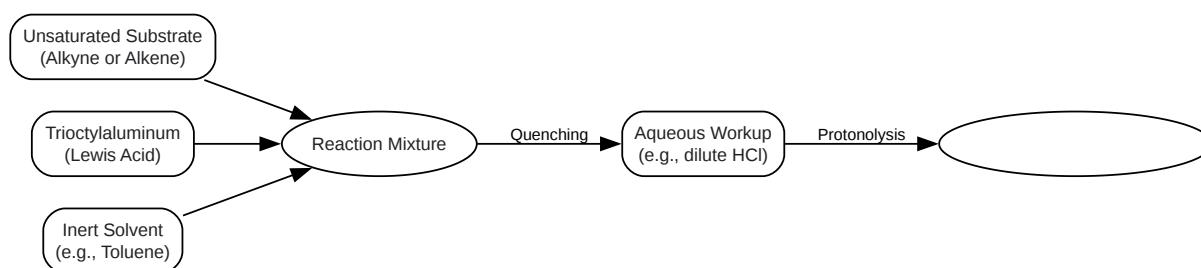 Unsaturated Substrate
(Alkyne or Alkene)
Trioctylaluminum
(Lewis Acid)
Inert Solvent
(e.g., Toluene)
Reaction Mixture
Quenching
Aqueous Workup
(e.g., dilute HCl)
Protonolysis